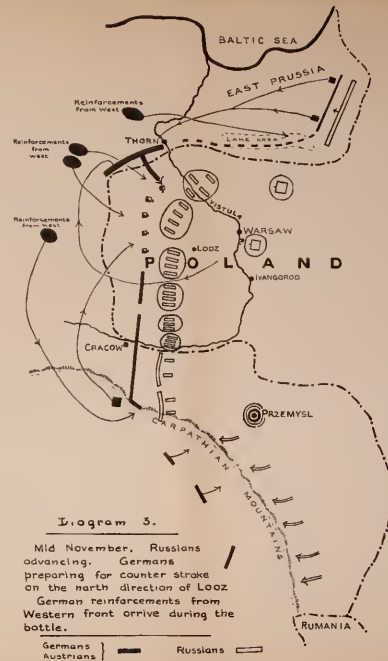 BALTIC SEA
EAST PRUSSIA
Reinforcements
from West
THORN
LAKE AREA
Reinforcements
from
West
VISTULA
WARSAW
Reinforcements
from West
LODZ
POLAND
IVANGOROD
CRACOW
PRZEMYSL
CARPATHIAN
MOUNTAINS
Diagram 3.
Mid November. Russians
advancing. Germans
preparing for counter stroke
on the north direction of LODZ
German reinforcements from
Western front arrive during the
battle.
RUMANIA
Germans
Austrians
Russians